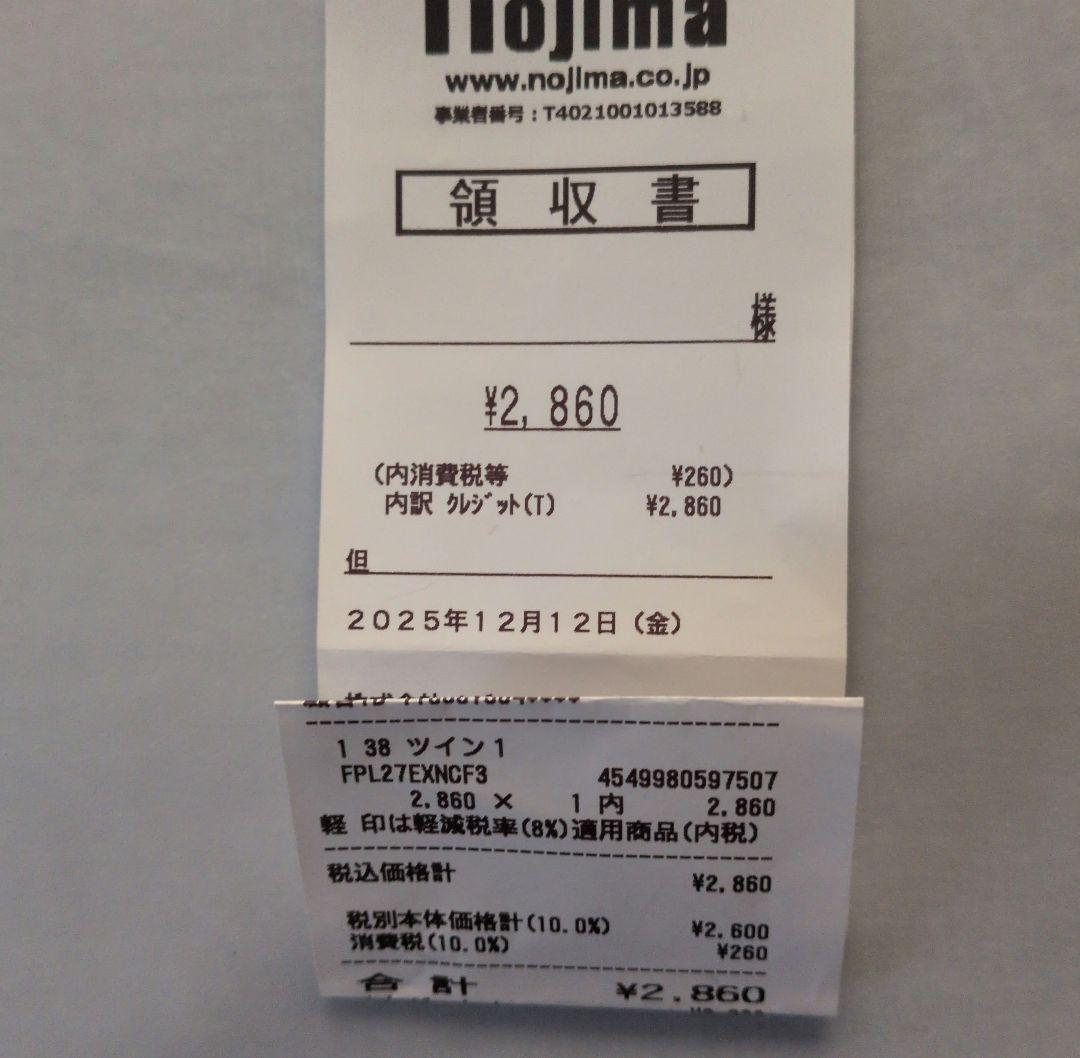 nojima
www.nojima.co.jp
事業者番号：T4021001013588
領 収 書
様
¥2,860
(内消費税等 ¥260)
内訳 ｸﾚｼﾞｯﾄ(T) ¥2,860
但
２０２５年１２月１２日（金）
1 38 ツイン１
FPL27EXNCF3 4549980597507
2,860 × 1 内 2,860
軽 印は軽減税率(8%)適用商品(内税)
税込価格計 ¥2,860
税別本体価格計(10.0%) ¥2,600
消費税(10.0%) ¥260
合 計 ¥2,860